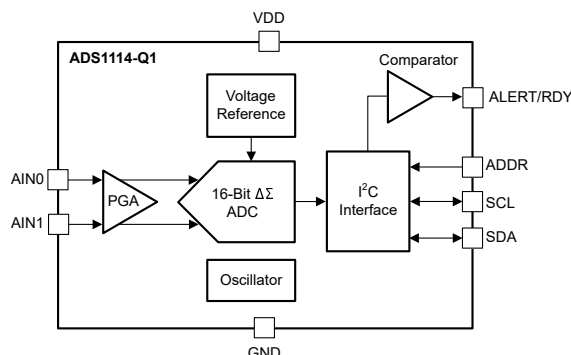 VDD
ADS1114-Q1
Comparator
Voltage
Reference
ALERT/RDY
ADDR
AIN0
PGA
16-Bit ΔΣ
ADC
I²C
Interface
SCL
AIN1
SDA
Oscillator
GND